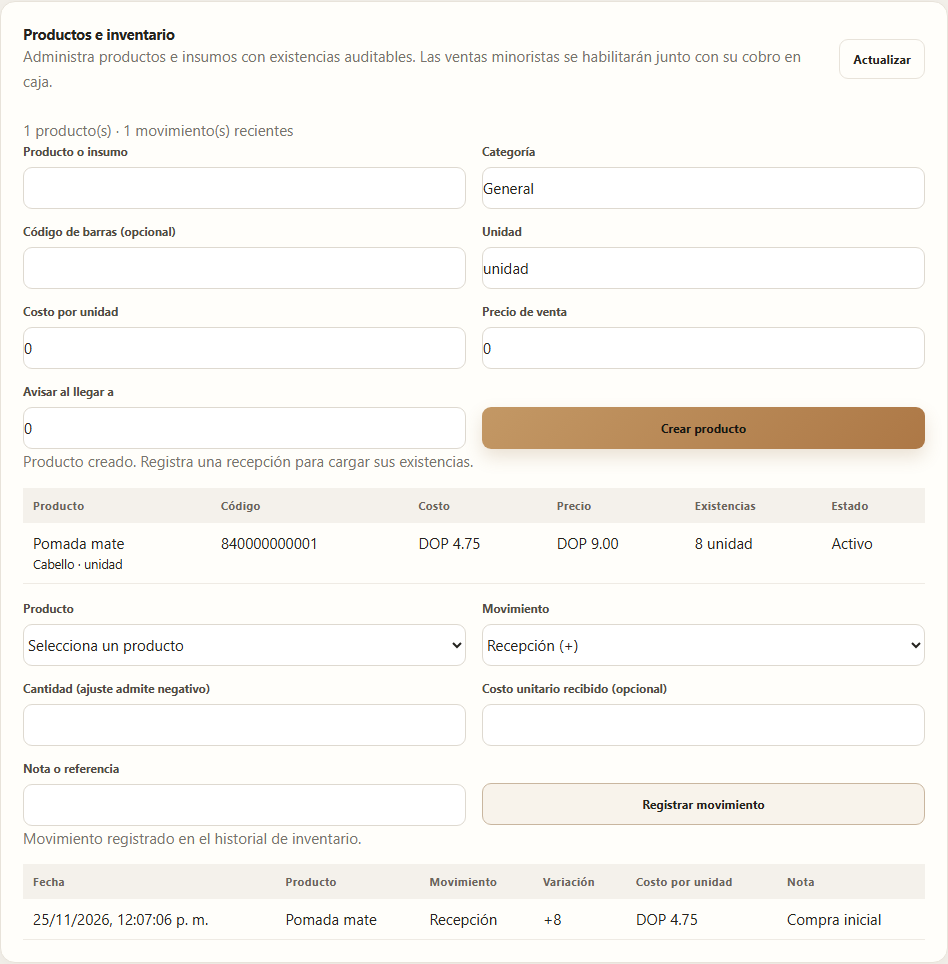 Productos e inventario
Administra productos e insumos con existencias auditables. Las ventas minoristas se habilitarán junto con su cobro en
caja.
Actualizar
1 producto(s) · 1 movimiento(s) recientes
Producto o insumo
Categoría
General
Código de barras (opcional)
Unidad
unidad
Costo por unidad
Precio de venta
0
0
Avisar al llegar a
0
Crear producto
Producto creado. Registra una recepción para cargar sus existencias.
Producto Código Costo Precio Existencias Estado
Pomada mate 840000000001 DOP 4.75 DOP 9.00 8 unidad Activo
Cabello · unidad
Producto
Movimiento
Selecciona un producto
Recepción (+)
Cantidad (ajuste admite negativo)
Costo unitario recibido (opcional)
Nota o referencia
Registrar movimiento
Movimiento registrado en el historial de inventario.
Fecha Producto Movimiento Variación Costo por unidad Nota
25/11/2026, 12:07:06 p. m. Pomada mate Recepción +8 DOP 4.75 Compra inicial